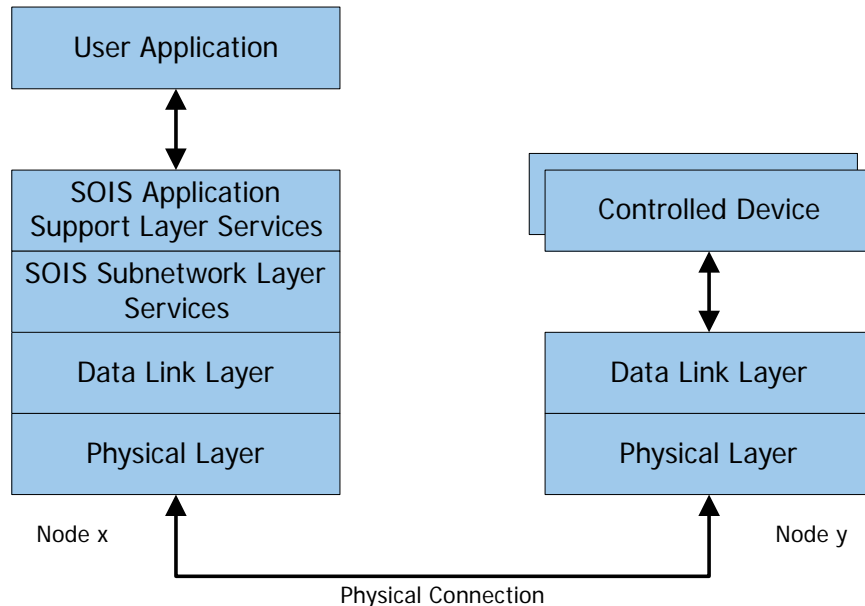 User Application
SOIS Application
Support Layer Services
SOIS Subnetwork Layer
Services
Data Link Layer
Physical Layer
Node x
Controlled Device
Data Link Layer
Physical Layer
Node y
Physical Connection